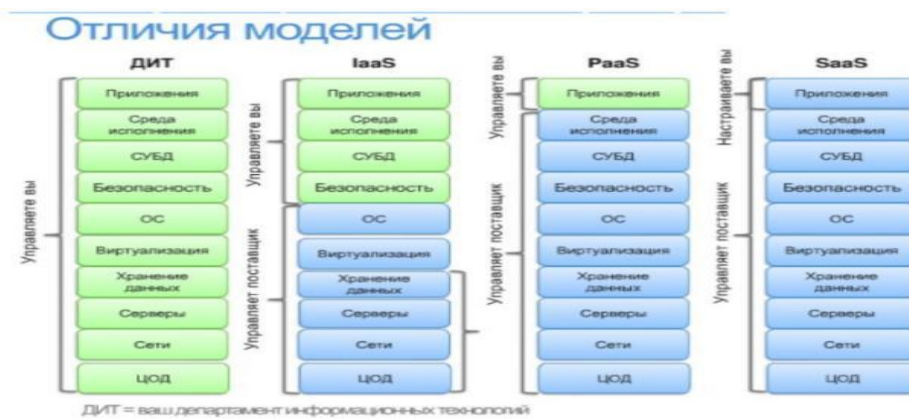 Отличия моделей
ДИТ
Управляете вы
Приложения
Среда
исполнения
СУБД
Безопасность
ОС
Виртуализация
Хранение
данных
Серверы
Сети
ЦОД
IaaS
Управляете вы
Управляет поставщик
Приложения
Среда
исполнения
СУБД
Безопасность
ОС
Виртуализация
Хранение
данных
Серверы
Сети
ЦОД
PaaS
Управляете вы
Управляет поставщик
Приложения
Среда
исполнения
СУБД
Безопасность
ОС
Виртуализация
Хранение
данных
Серверы
Сети
ЦОД
SaaS
Настраиваете вы
Управляет поставщик
Приложения
Среда
исполнения
СУБД
Безопасность
ОС
Виртуализация
Хранение
данных
Серверы
Сети
ЦОД
ДИТ = ваш департамент информационных технологий